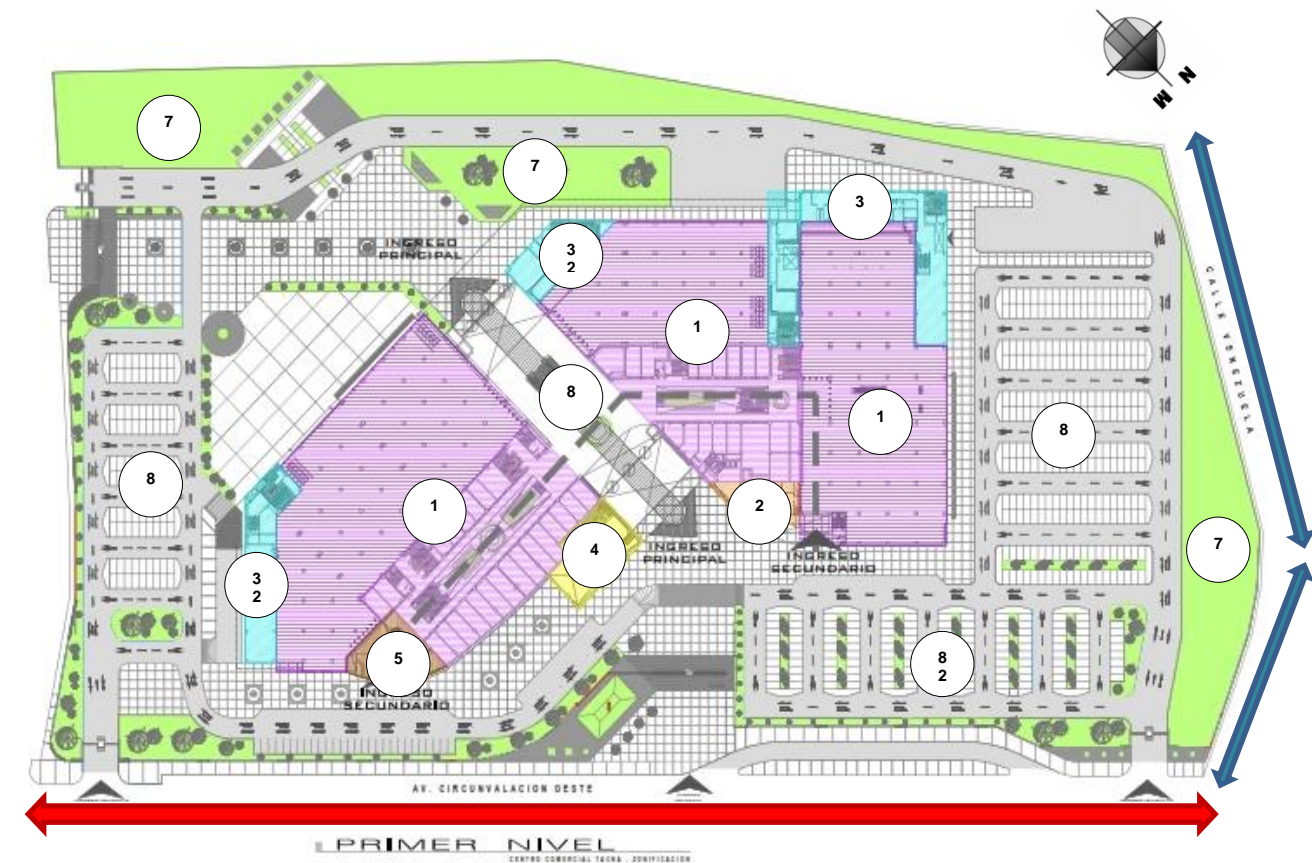 N
M
7
7
3
INGRESO
PRINCIPAL
3
2
1
CALLE VENEZUELA
8
1
8
8
1
2
7
4
INGRESO
PRINCIPAL
INGRESO
SECUNDARIO
3
2
5
8
2
INGRESO
SECUNDARIO
AV. CIRCUNVALACION OESTE
PRIMER NIVEL
CENTRO COMERCIAL TACNA - ZONIFICACION